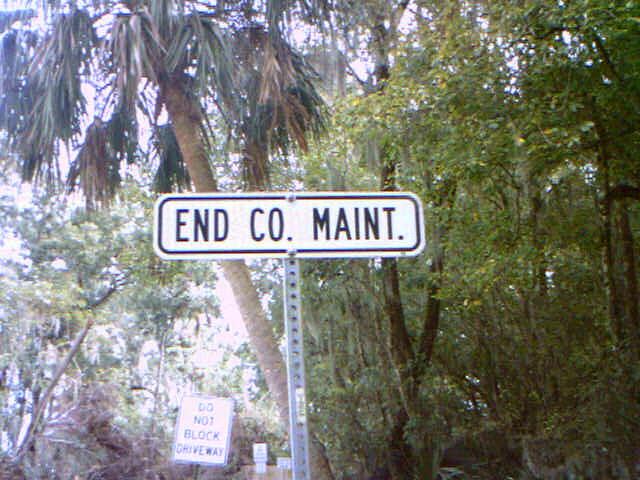 END CO. MAINT.
DO
NOT
BLOCK
DRIVEWAY